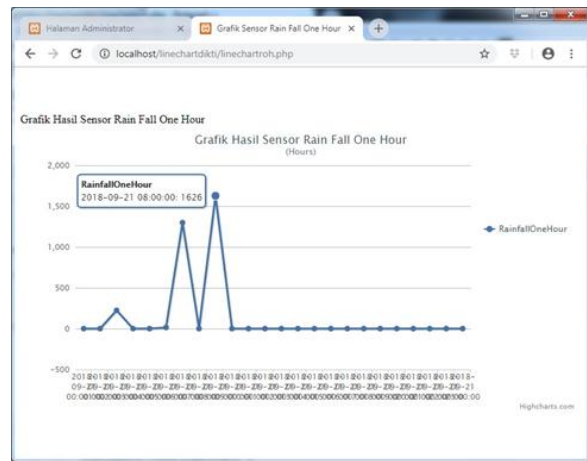 Halaman Administrator
Grafik Sensor Rain Fall One Hour
localhost/linechartdikti/linechartroh.php
Grafik Hasil Sensor Rain Fall One Hour
Grafik Hasil Sensor Rain Fall One Hour
(Hours)
2,000
RainfallOneHour
2018-09-21 08:00:00: 1626
1,500
RainfallOneHour
1,000
500
0
-500
Highcharts.com